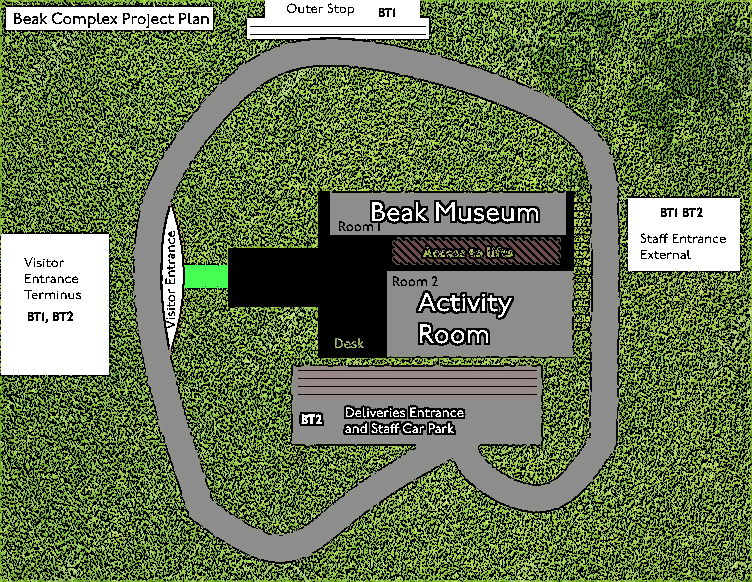 Beak Complex Project Plan
Outer Stop BT1
Visitor
Entrance
Terminus
BT1, BT2
Visitor Entrance
Beak Museum
Room 1
Access to lifts
Room 2
Activity
Room
Desk
BT1 BT2
Staff Entrance
External
BT2
Deliveries Entrance
and Staff Car Park